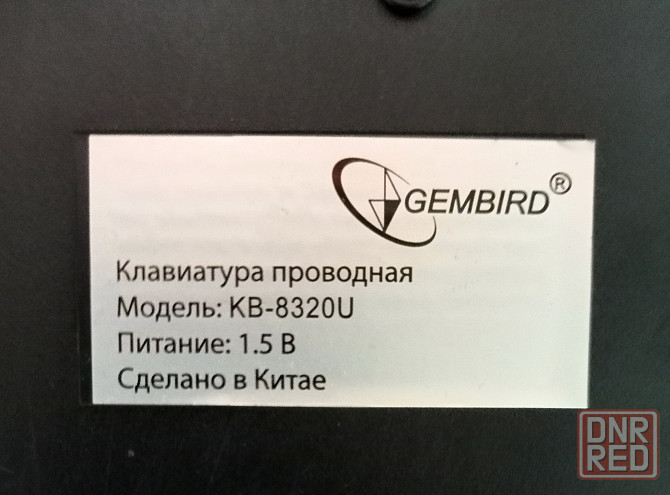 GEMBIRD®
Клавиатура проводная
Модель: KB-8320U
Питание: 1.5 В
Сделано в Китае
DNR
RED